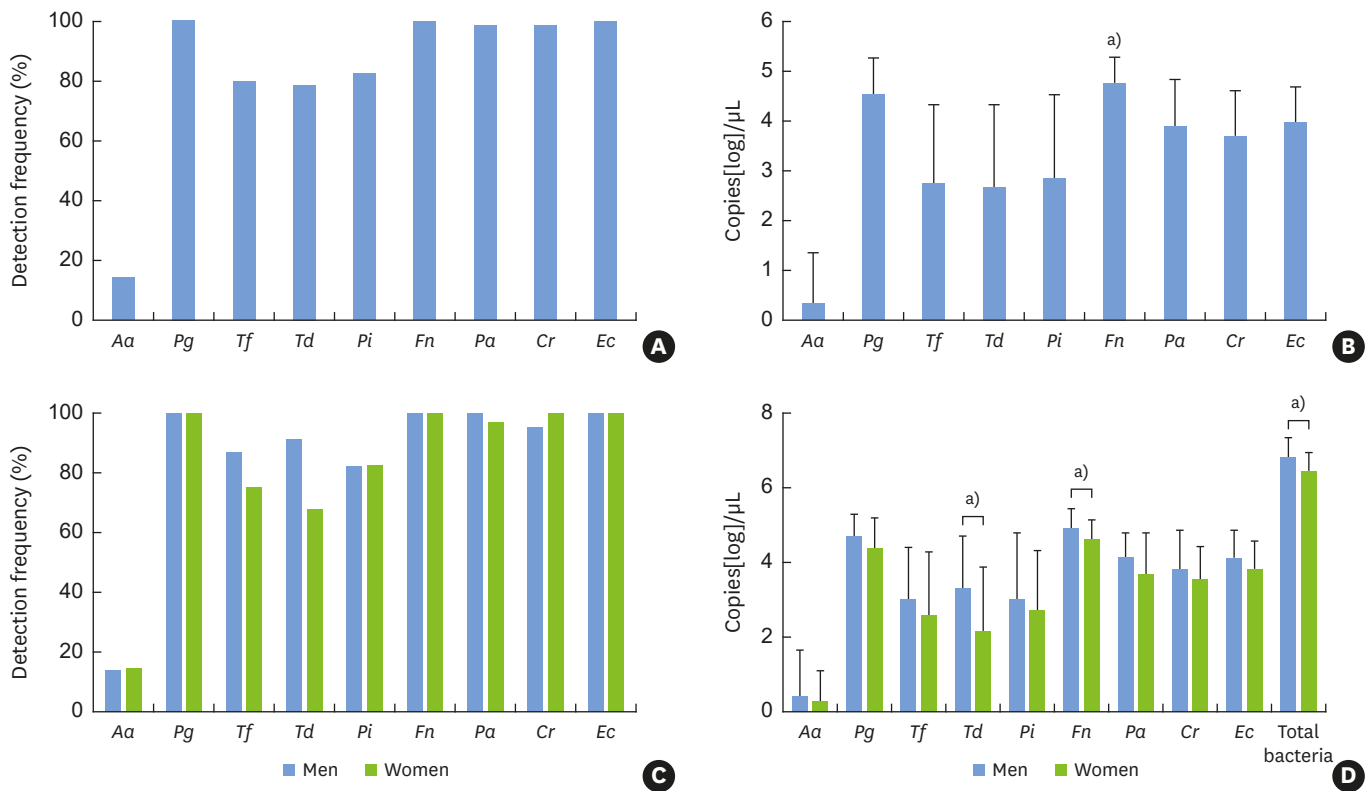 Detection frequency (%)
100
80
60
40
20
0
Aa Pg Tf Td Pi Fn Pa Cr Ec
A
Copies[log]/µL
6
5
4
3
2
1
0
a)
Aa Pg Tf Td Pi Fn Pa Cr Ec
B
Detection frequency (%)
100
80
60
40
20
0
Aa Pg Tf Td Pi Fn Pa Cr Ec
Men Women
C
Copies[log]/µL
8
6
4
2
0
a)
a)
a)
Aa Pg Tf Td Pi Fn Pa Cr Ec Total
bacteria
Men Women
D